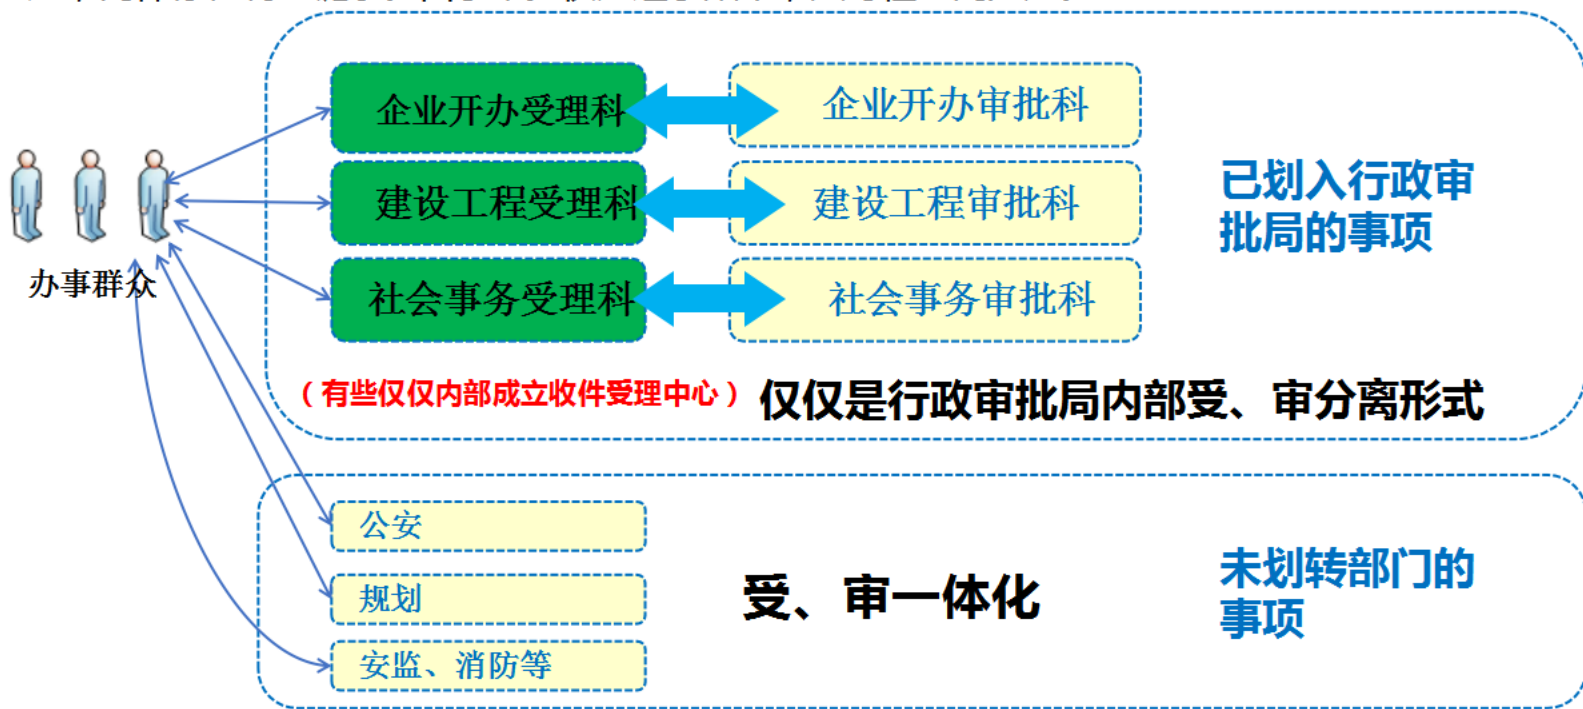 企业开办受理科
企业开办审批科
建设工程受理科
建设工程审批科
社会事务受理科
社会事务审批科
已划入行政审
批局的事项
办事群众
（有些仅仅内部成立收件受理中心）
仅仅是行政审批局内部受、审分离形式
公安
规划
安监、消防等
受、审一体化
未划转部门的
事项